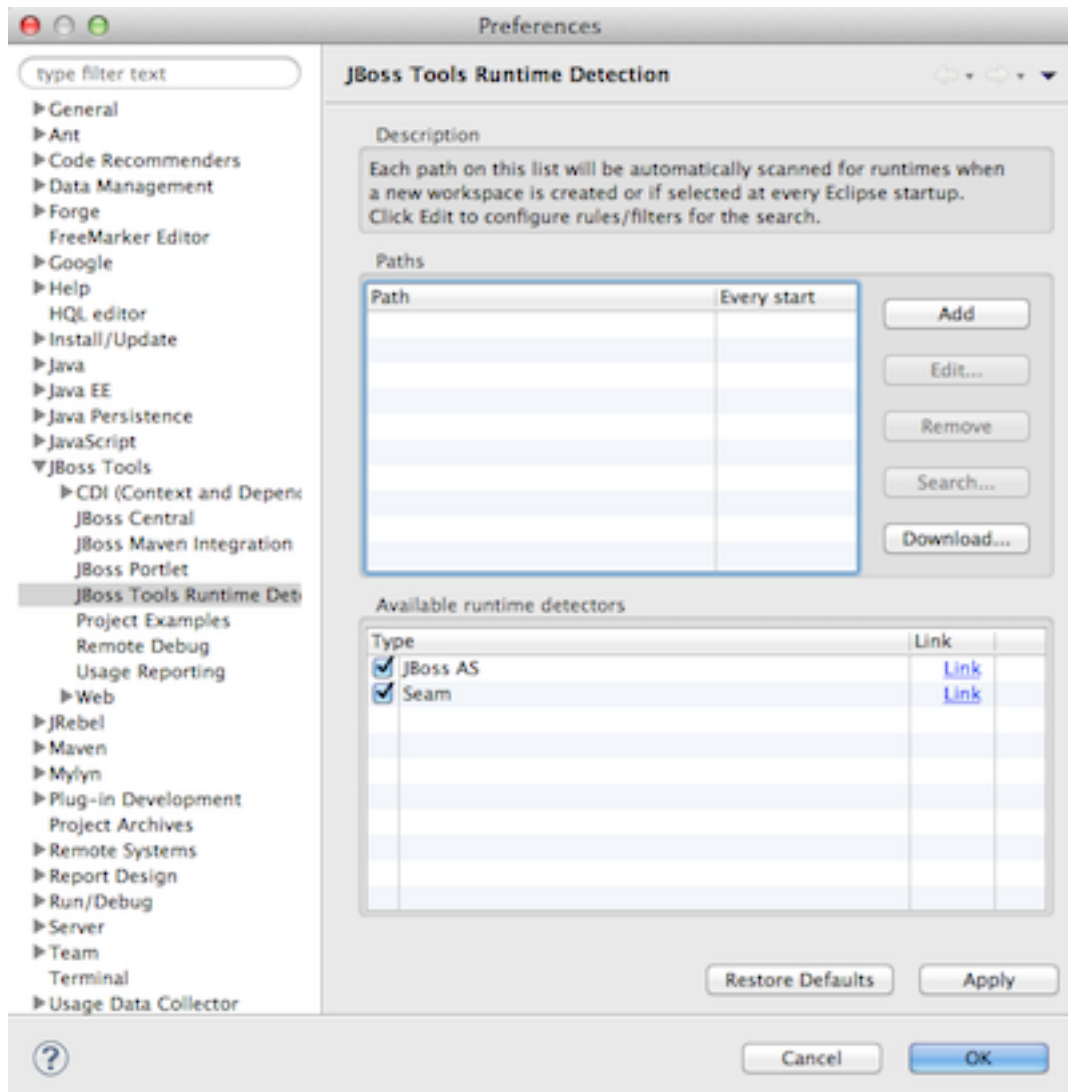 Preferences
type filter text
General
Ant
Code Recommenders
Data Management
Forge
FreeMarker Editor
Google
Help
HQL editor
Install/Update
Java
Java EE
Java Persistence
JavaScript
JBoss Tools
CDI (Context and Depend
JBoss Central
JBoss Maven Integration
JBoss Portlet
JBoss Tools Runtime Det
Project Examples
Remote Debug
Usage Reporting
Web
JRebel
Maven
Mylyn
Plug-in Development
Project Archives
Remote Systems
Report Design
Run/Debug
Server
Team
Terminal
Usage Data Collector
JBoss Tools Runtime Detection
Description
Each path on this list will be automatically scanned for runtimes when
a new workspace is created or if selected at every Eclipse startup.
Click Edit to configure rules/filters for the search.
Paths
Path Every start
Add
Edit...
Remove
Search...
Download...
Available runtime detectors
Type Link
JBoss AS Link
Seam Link
Restore Defaults Apply
? Cancel OK